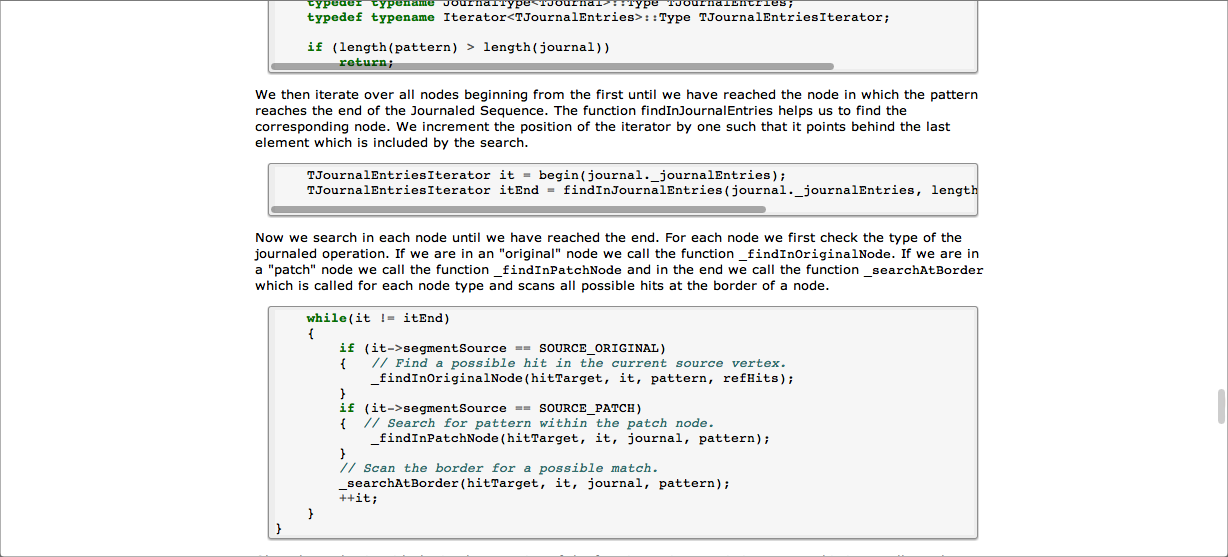 typedef typename JournalType<TJournal>::Type TJournalEntries;
typedef typename Iterator<TJournalEntries>::Type TJournalEntriesIterator;
if (length(pattern) > length(journal))
return;
We then iterate over all nodes beginning from the first until we have reached the node in which the pattern
reaches the end of the Journaled Sequence. The function findInJournalEntries helps us to find the
corresponding node. We increment the position of the iterator by one such that it points behind the last
element which is included by the search.
TJournalEntriesIterator it = begin(journal._journalEntries);
TJournalEntriesIterator itEnd = findInJournalEntries(journal._journalEntries, length
Now we search in each node until we have reached the end. For each node we first check the type of the
journaled operation. If we are in an "original" node we call the function _findInOriginalNode. If we are in
a "patch" node we call the function _findInPatchNode and in the end we call the function _searchAtBorder
which is called for each node type and scans all possible hits at the border of a node.
while(it != itEnd)
{
if (it->segmentSource == SOURCE_ORIGINAL)
{ // Find a possible hit in the current source vertex.
_findInOriginalNode(hitTarget, it, pattern, refHits);
}
if (it->segmentSource == SOURCE_PATCH)
{ // Search for pattern within the patch node.
_findInPatchNode(hitTarget, it, journal, pattern);
}
// Scan the border for a possible match.
_searchAtBorder(hitTarget, it, journal, pattern);
++it;
}
}